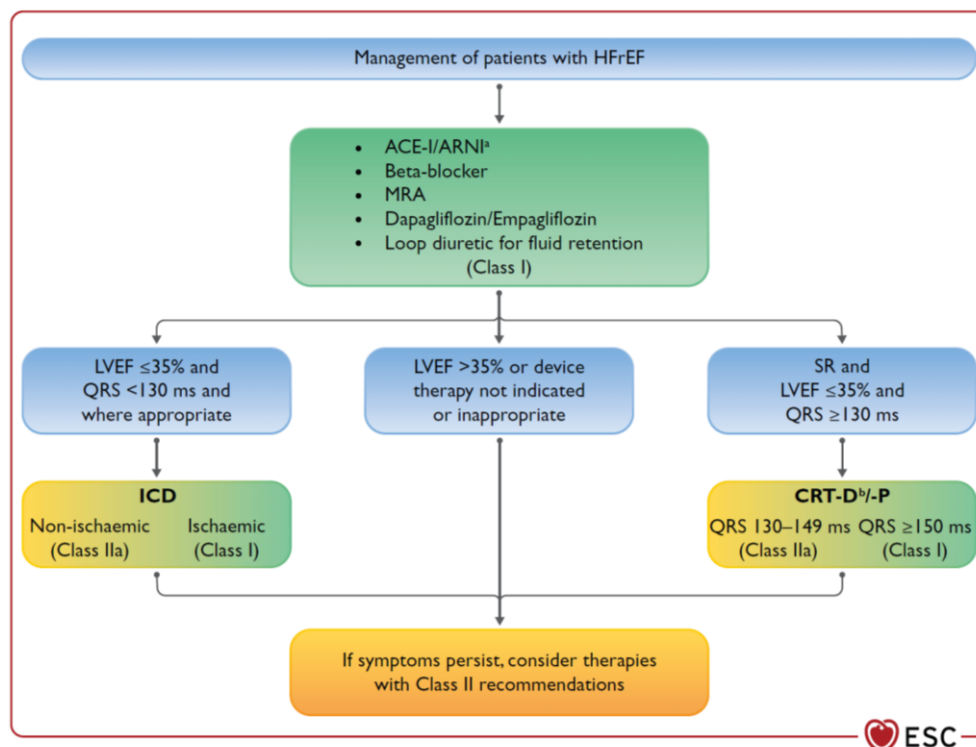 Management of patients with HFrEF
• ACE-I/ARNIᵃ
• Beta-blocker
• MRA
• Dapagliflozin/Empagliflozin
• Loop diuretic for fluid retention
(Class I)
LVEF ≤35% and
QRS <130 ms and
where appropriate
LVEF >35% or device
therapy not indicated
or inappropriate
SR and
LVEF ≤35% and
QRS ≥130 ms
ICD
Non-ischaemic Ischaemic
(Class IIa) (Class I)
CRT-Dᵇ/-P
QRS 130–149 ms QRS ≥150 ms
(Class IIa) (Class I)
If symptoms persist, consider therapies
with Class II recommendations
ESC